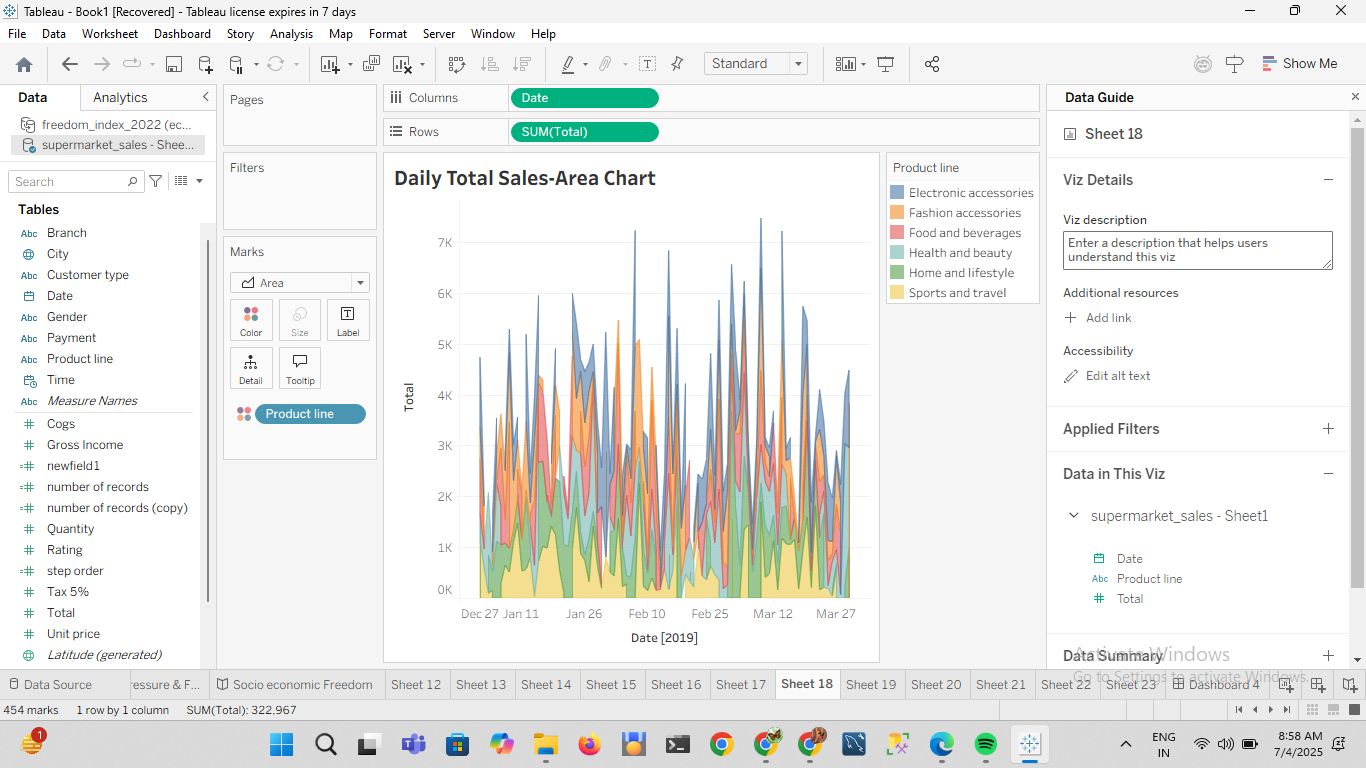 Tableau - Book1 [Recovered] - Tableau license expires in 7 days
File Data Worksheet Dashboard Story Analysis Map Format Server Window Help
Standard
Show Me
Data Analytics
freedom_index_2022 (ec...
supermarket_sales - Shee...
Search
Tables
Abc Branch
City
Abc Customer type
Date
Abc Gender
Abc Payment
Abc Product line
Time
Abc Measure Names
Cogs
Gross Income
newfield1
number of records
number of records (copy)
Quantity
Rating
step order
Tax 5%
Total
Unit price
Latitude (generated)
Pages
Filters
Marks
Area
Color Size Label
Detail Tooltip
Product line
Columns Date
Rows SUM(Total)
Daily Total Sales-Area Chart
7K
6K
5K
4K
3K
2K
1K
0K
Total
Dec 27 Jan 11 Jan 26 Feb 10 Feb 25 Mar 12 Mar 27
Date [2019]
Product line
Electronic accessories
Fashion accessories
Food and beverages
Health and beauty
Home and lifestyle
Sports and travel
Data Guide
Sheet 18
Viz Details
Viz description
Enter a description that helps users
understand this viz
Additional resources
Add link
Accessibility
Edit alt text
Applied Filters
Data in This Viz
supermarket_sales - Sheet1
Date
Abc Product line
Total
Data Summary
Activate Windows
Go to Settings to activate Windows.
Data Source ressure & F... Socio economic Freedom Sheet 12 Sheet 13 Sheet 14 Sheet 15 Sheet 16 Sheet 17 Sheet 18 Sheet 19 Sheet 20 Sheet 21 Sheet 22 Sheet 23 Dashboard 4
454 marks 1 row by 1 column SUM(Total): 322,967
1
ENG
IN
8:58 AM
7/4/2025